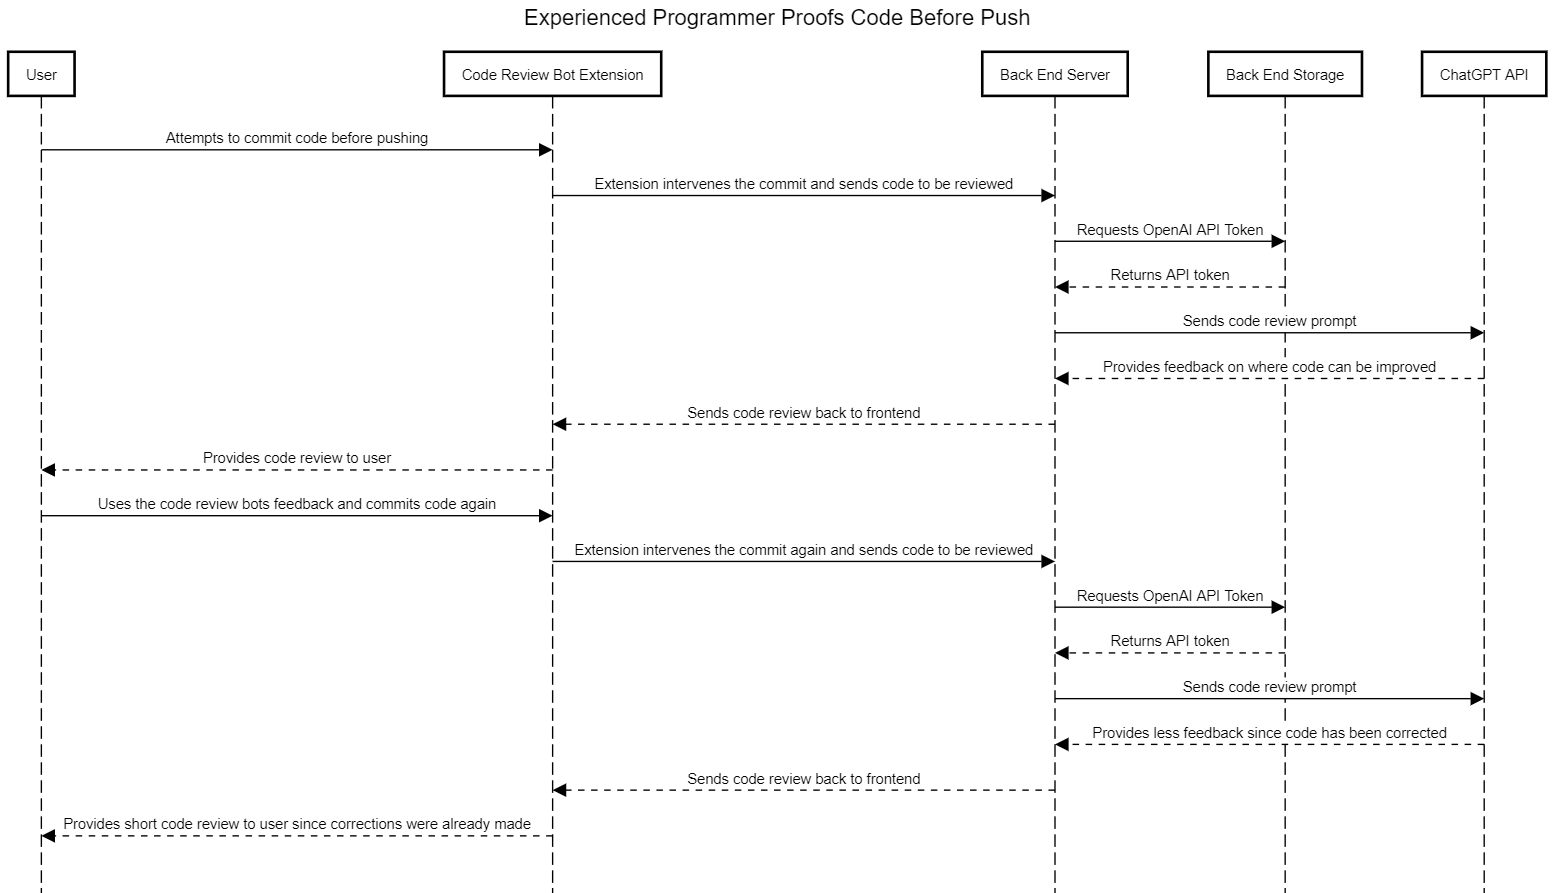 Experienced Programmer Proofs Code Before Push
User
Code Review Bot Extension
Back End Server
Back End Storage
ChatGPT API
Attempts to commit code before pushing
Extension intervenes the commit and sends code to be reviewed
Requests OpenAI API Token
Returns API token
Sends code review prompt
Provides feedback on where code can be improved
Sends code review back to frontend
Provides code review to user
Uses the code review bots feedback and commits code again
Extension intervenes the commit again and sends code to be reviewed
Requests OpenAI API Token
Returns API token
Sends code review prompt
Provides less feedback since code has been corrected
Sends code review back to frontend
Provides short code review to user since corrections were already made